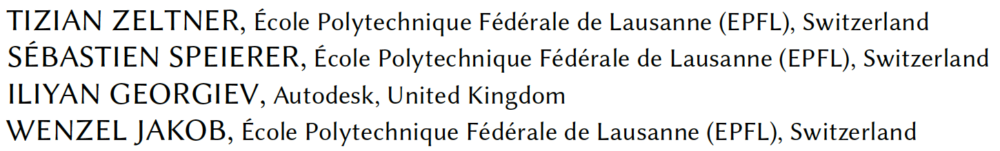 TIZIAN ZELTNER, École Polytechnique Fédérale de Lausanne (EPFL), Switzerland
SÉBASTIEN SPEIERER, École Polytechnique Fédérale de Lausanne (EPFL), Switzerland
ILIYAN GEORGIEV, Autodesk, United Kingdom
WENZEL JAKOB, École Polytechnique Fédérale de Lausanne (EPFL), Switzerland